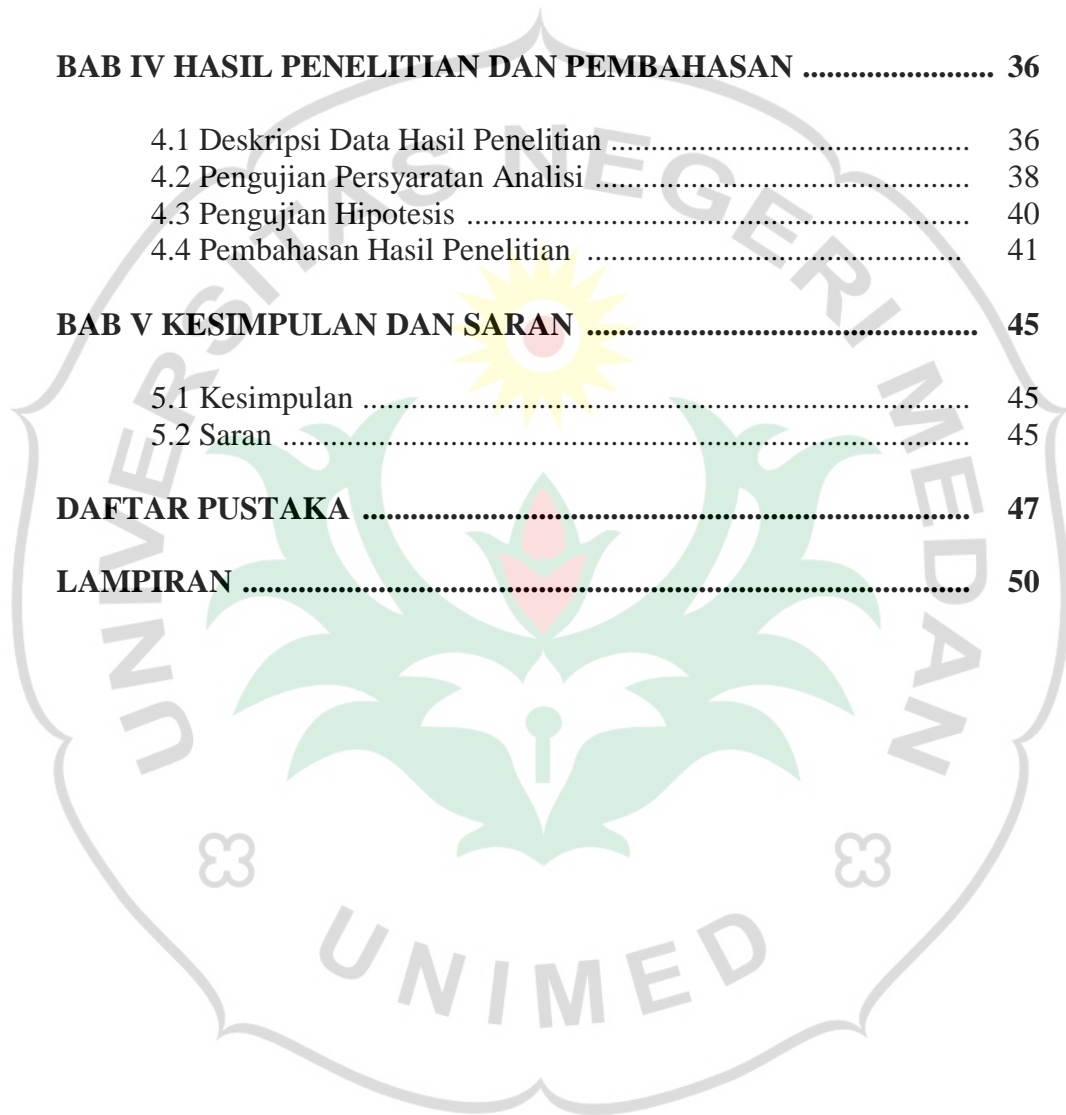 BAB IV HASIL PENELITIAN DAN PEMBAHASAN ........................ 36
4.1 Deskripsi Data Hasil Penelitian .............................................. 36
4.2 Pengujian Persyaratan Analisi ................................................ 38
4.3 Pengujian Hipotesis ................................................................ 40
4.4 Pembahasan Hasil Penelitian ................................................ 41
BAB V KESIMPULAN DAN SARAN .................................................. 45
5.1 Kesimpulan ............................................................................. 45
5.2 Saran ....................................................................................... 45
DAFTAR PUSTAKA ............................................................................. 47
LAMPIRAN ............................................................................................ 50
UNIVERSITAS NEGERI MEDAN
UNIMED